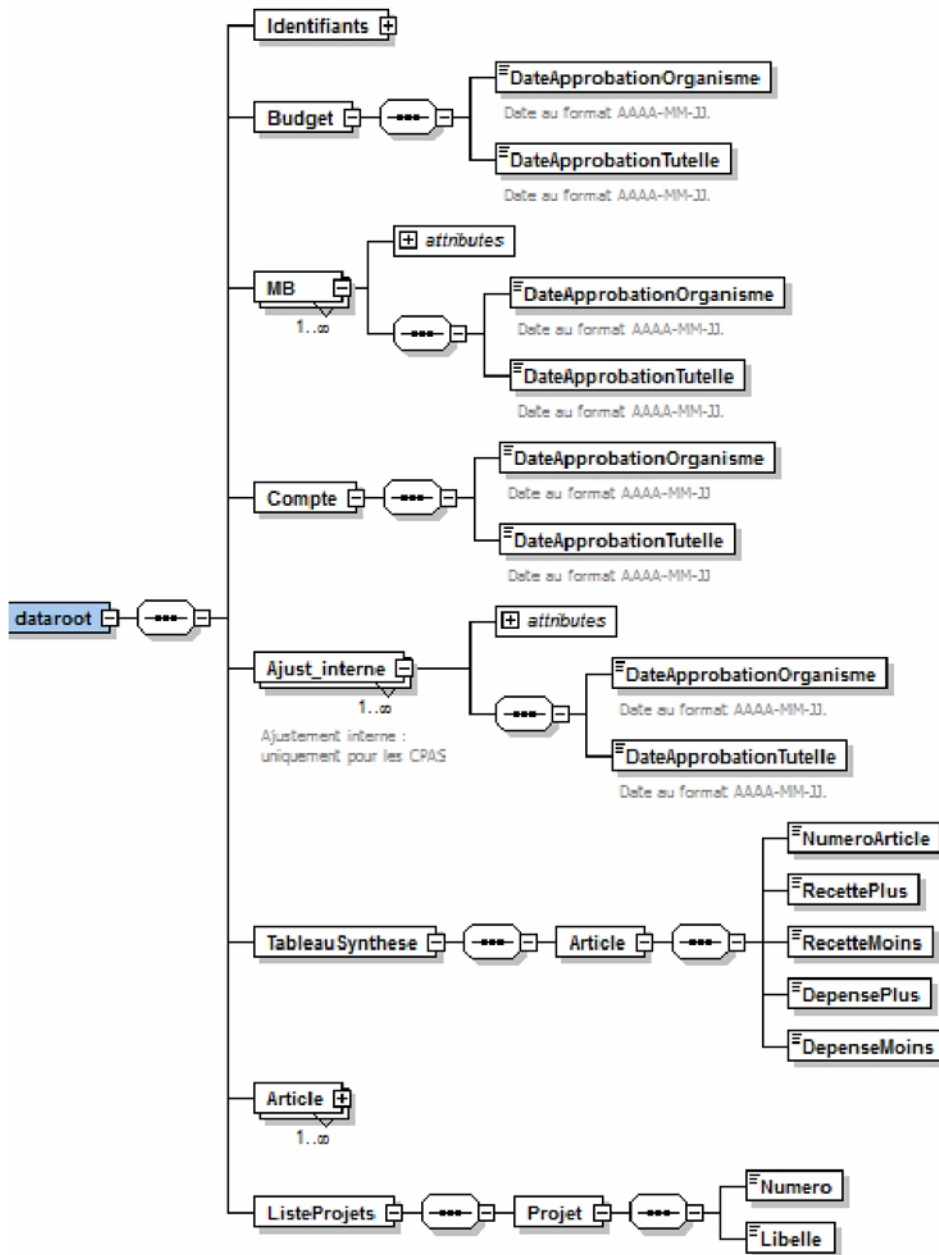 Identifiants
Budget
DateApprobationOrganisme
Date au format AAAA-MM-JJ.
DateApprobationTutelle
Date au format AAAA-MM-JJ.
MB
1..∞
attributes
DateApprobationOrganisme
Date au format AAAA-MM-JJ.
DateApprobationTutelle
Date au format AAAA-MM-JJ.
Compte
DateApprobationOrganisme
Date au format AAAA-MM-JJ
DateApprobationTutelle
Date au format AAAA-MM-JJ
dataroot
Ajust_interne
1..∞
Ajustement interne :
uniquement pour les CPAS
attributes
DateApprobationOrganisme
Date au format AAAA-MM-JJ.
DateApprobationTutelle
Date au format AAAA-MM-JJ.
TableauSynthese
Article
NumeroArticle
RecettePlus
RecetteMoins
DepensePlus
DepenseMoins
Article
1..∞
ListeProjets
Projet
Numero
Libelle